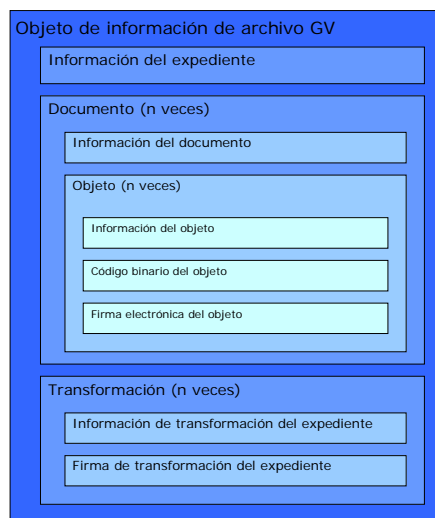 Objeto de información de archivo GV
Información del expediente
Documento (n veces)
Información del documento
Objeto (n veces)
Información del objeto
Código binario del objeto
Firma electrónica del objeto
Transformación (n veces)
Información de transformación del expediente
Firma de transformación del expediente